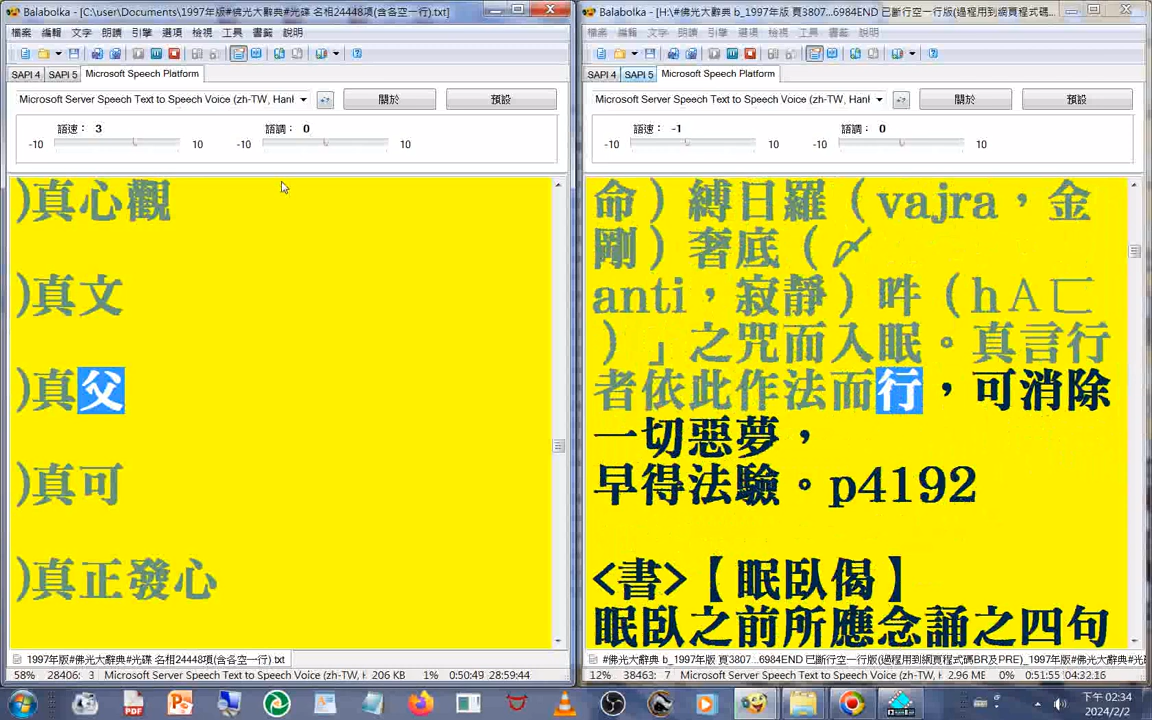 Balabolka - [C:\user\Documents\1997年版#佛光大辭典#光碟 名相24448項(含各空一行).txt]
檔案 編輯 文字 朗讀 引擎 選項 檢視 工具 書籤 說明
SAPI 4 SAPI 5 Microsoft Speech Platform
Microsoft Server Speech Text to Speech Voice (zh-TW, Hanl
關於
預設
語速： 3 語調： 0
-10 10 -10 10
)真心觀
)真文
)真父
)真可
)真正發心
1997年版#佛光大辭典#光碟 名相24448項(含各空一行).txt
58% 24806: 3 Microsoft Server Speech Text to Speech Voice (zh-TW, H 206 KB 1% 0:50:49 28:59:44
Balabolka - [H:\#佛光大辭典 b_1997年版 頁3807...6984END 已斷行空一行版(過程用到網頁程式碼...
檔案 編輯 文字 朗讀 引擎 選項 檢視 工具 書籤 說明
SAPI 4 SAPI 5 Microsoft Speech Platform
Microsoft Server Speech Text to Speech Voice (zh-TW, Hanl
關於
預設
語速： -1 語調： 0
-10 10 -10 10
命）縛日羅（vajra，金
剛）奢底（〆
anti，寂靜）吽（hＡㄈ
）」之咒而入眠。真言行
者依此作法而行，可消除
一切惡夢，
早得法驗。p4192
<書>【眠臥偈】
眠臥之前所應念誦之四句
#佛光大辭典 b_1997年版 頁3807...6984END 已斷行空一行版(過程用到網頁程式碼BR及PRE)_1997年版#佛光
12% 38463: 7 Microsoft Server Speech Text to Speech Voice (zh-TW, H 2.96 MB 0% 0:51:55 04:32:16
下午 02:34
2024/2/2